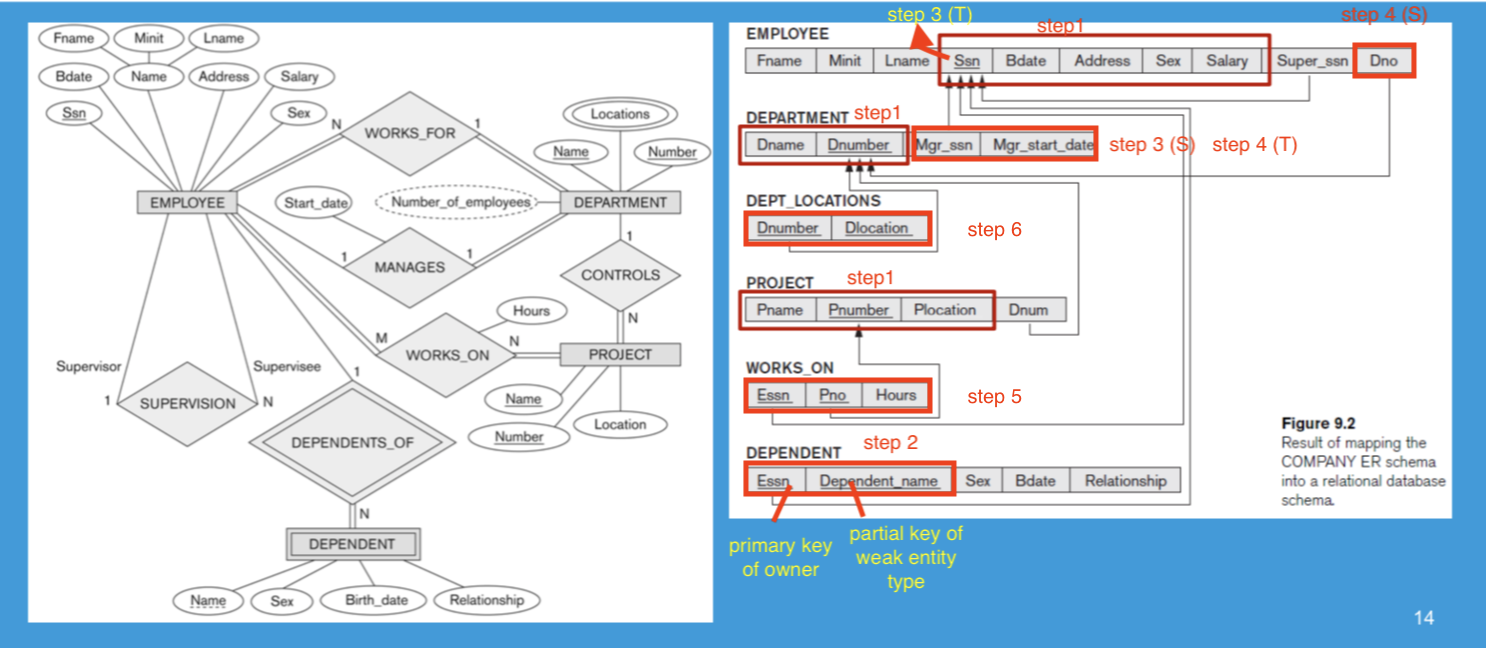 Fname
Minit
Lname
Bdate
Name
Address
Salary
Ssn
Sex
N
WORKS_FOR
1
Locations
Name
Number
EMPLOYEE
Start_date
Number_of_employees
DEPARTMENT
1
MANAGES
1
1
CONTROLS
N
Hours
M
WORKS_ON
N
PROJECT
Name
Number
Location
Supervisor
Supervisee
1
SUPERVISION
N
1
DEPENDENTS_OF
N
DEPENDENT
Name
Sex
Birth_date
Relationship
step 3 (T)
step1
step 4 (S)
EMPLOYEE
Fname Minit Lname Ssn Bdate Address Sex Salary Super_ssn Dno
DEPARTMENT step1
Dname Dnumber Mgr_ssn Mgr_start_date step 3 (S) step 4 (T)
DEPT_LOCATIONS
Dnumber Dlocation step 6
PROJECT step1
Pname Pnumber Plocation Dnum
WORKS_ON
Essn Pno Hours step 5
DEPENDENT step 2
Essn Dependent_name Sex Bdate Relationship
primary key
of owner
partial key of
weak entity
type
Figure 9.2
Result of mapping the
COMPANY ER schema
into a relational database
schema.
14